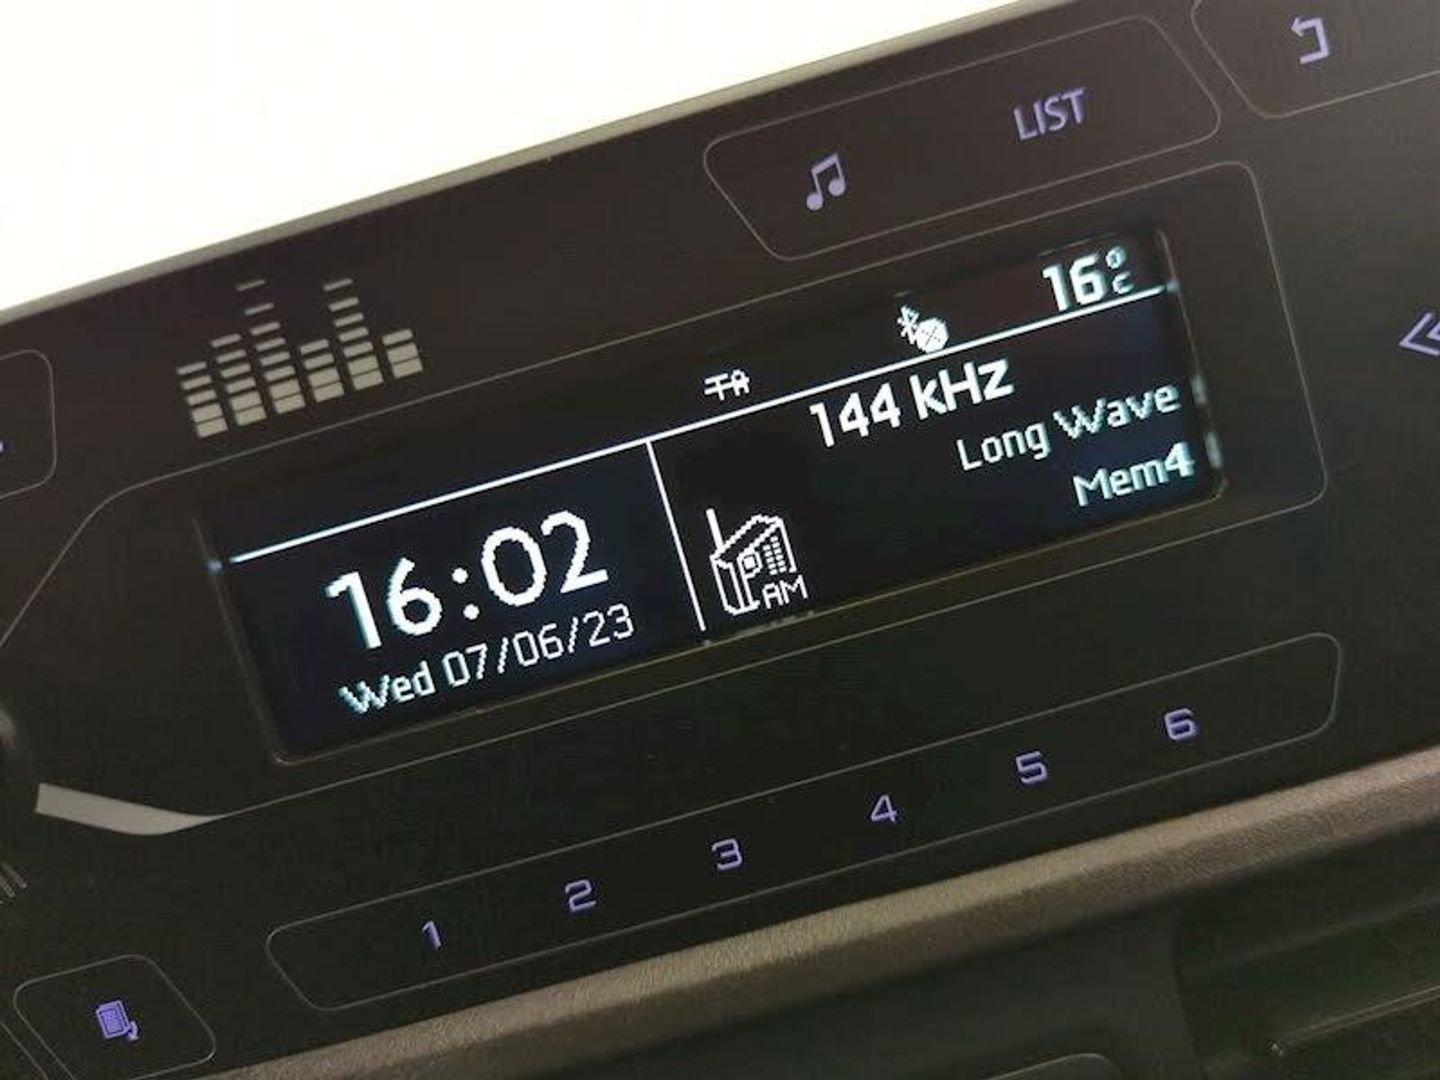 LIST
16°C
TA
144 kHz
Long Wave
Mem4
16:02
Wed 07/06/23
AM
1 2 3 4 5 6